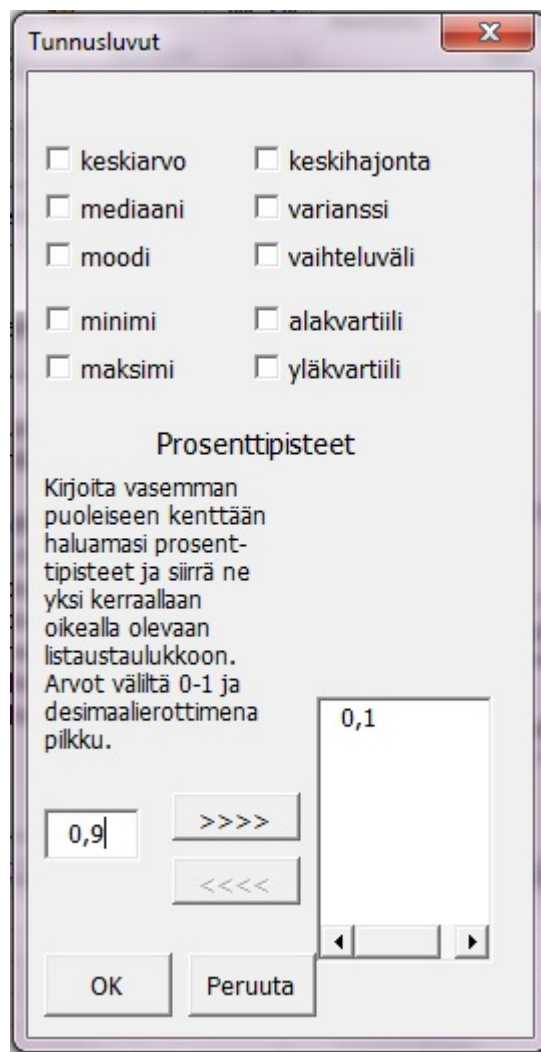 Tunnusluvut
keskiarvo keskihajonta
mediaani varianssi
moodi vaihteluväli
minimi alakvartiili
maksimi yläkvartiili
Prosenttipisteet
Kirjoita vasemman
puoleiseen kenttään
haluamasi prosent-
tipisteet ja siirrä ne
yksi kerraallaan
oikealla olevaan
listaustaulukkoon.
Arvot väliltä 0-1 ja
desimaalierottimena
pilkku.
0,1
0,9
>>>>
<<<<
OK Peruuta